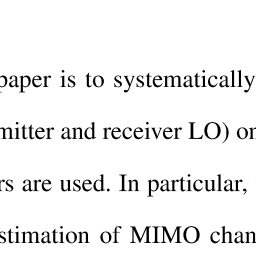 paper is to systematically
mitter and receiver LO) on
rs are used. In particular,
stimation of MIMO chan